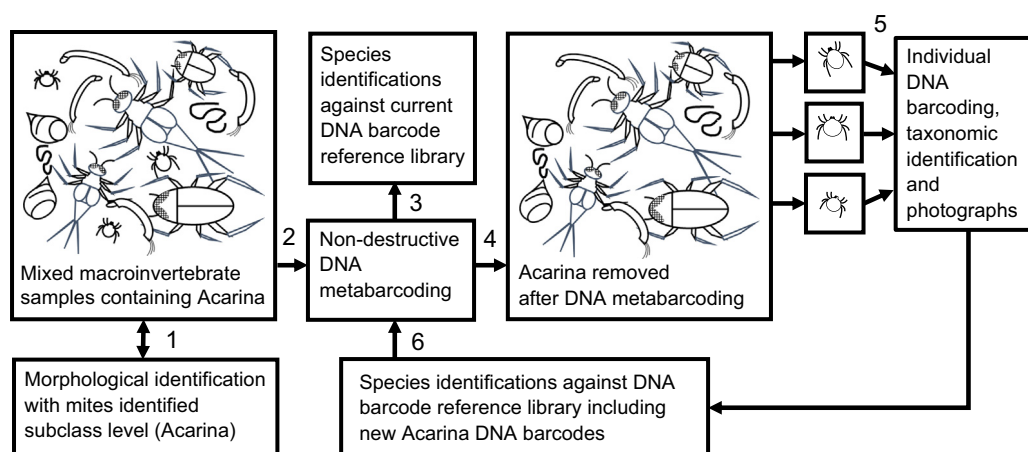 5
Species
identifications
against current
DNA barcode
reference library
Individual
DNA
barcoding,
taxonomic
identification
and
photographs
3
2
4
Mixed macroinvertebrate
samples containing Acarina
Non-destructive
DNA
metabarcoding
Acarina removed
after DNA metabarcoding
1
6
Morphological identification
with mites identified
subclass level (Acarina)
Species identifications against DNA
barcode reference library including
new Acarina DNA barcodes